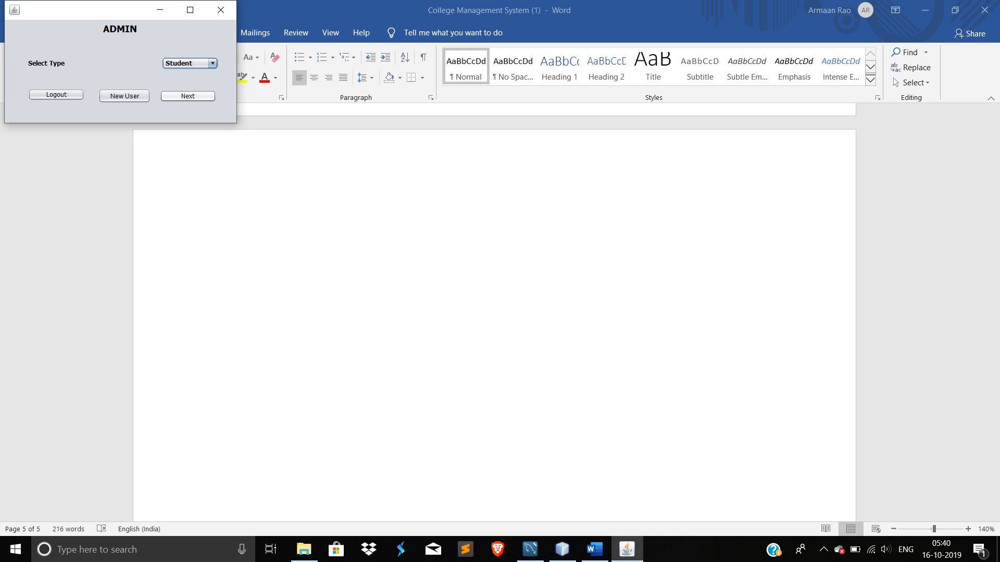 College Management System (1) - Word
Armaan Rao
AR
ADMIN
Select Type
Student
Logout
New User
Next
Mailings
Review
View
Help
Tell me what you want to do
Share
Aa
A
Paragraph
AaBbCcDd
¶ Normal
AaBbCcDd
¶ No Spac...
AaBbCc
Heading 1
AaBbCcD
Heading 2
AaB
Title
AaBbCcD
Subtitle
AaBbCcDd
Subtle Em...
AaBbCcDd
Emphasis
AaBbCcDd
Intense E...
Styles
Find
Replace
Select
Editing
Page 5 of 5
216 words
English (India)
140%
Type here to search
ENG
05:40
16-10-2019
1